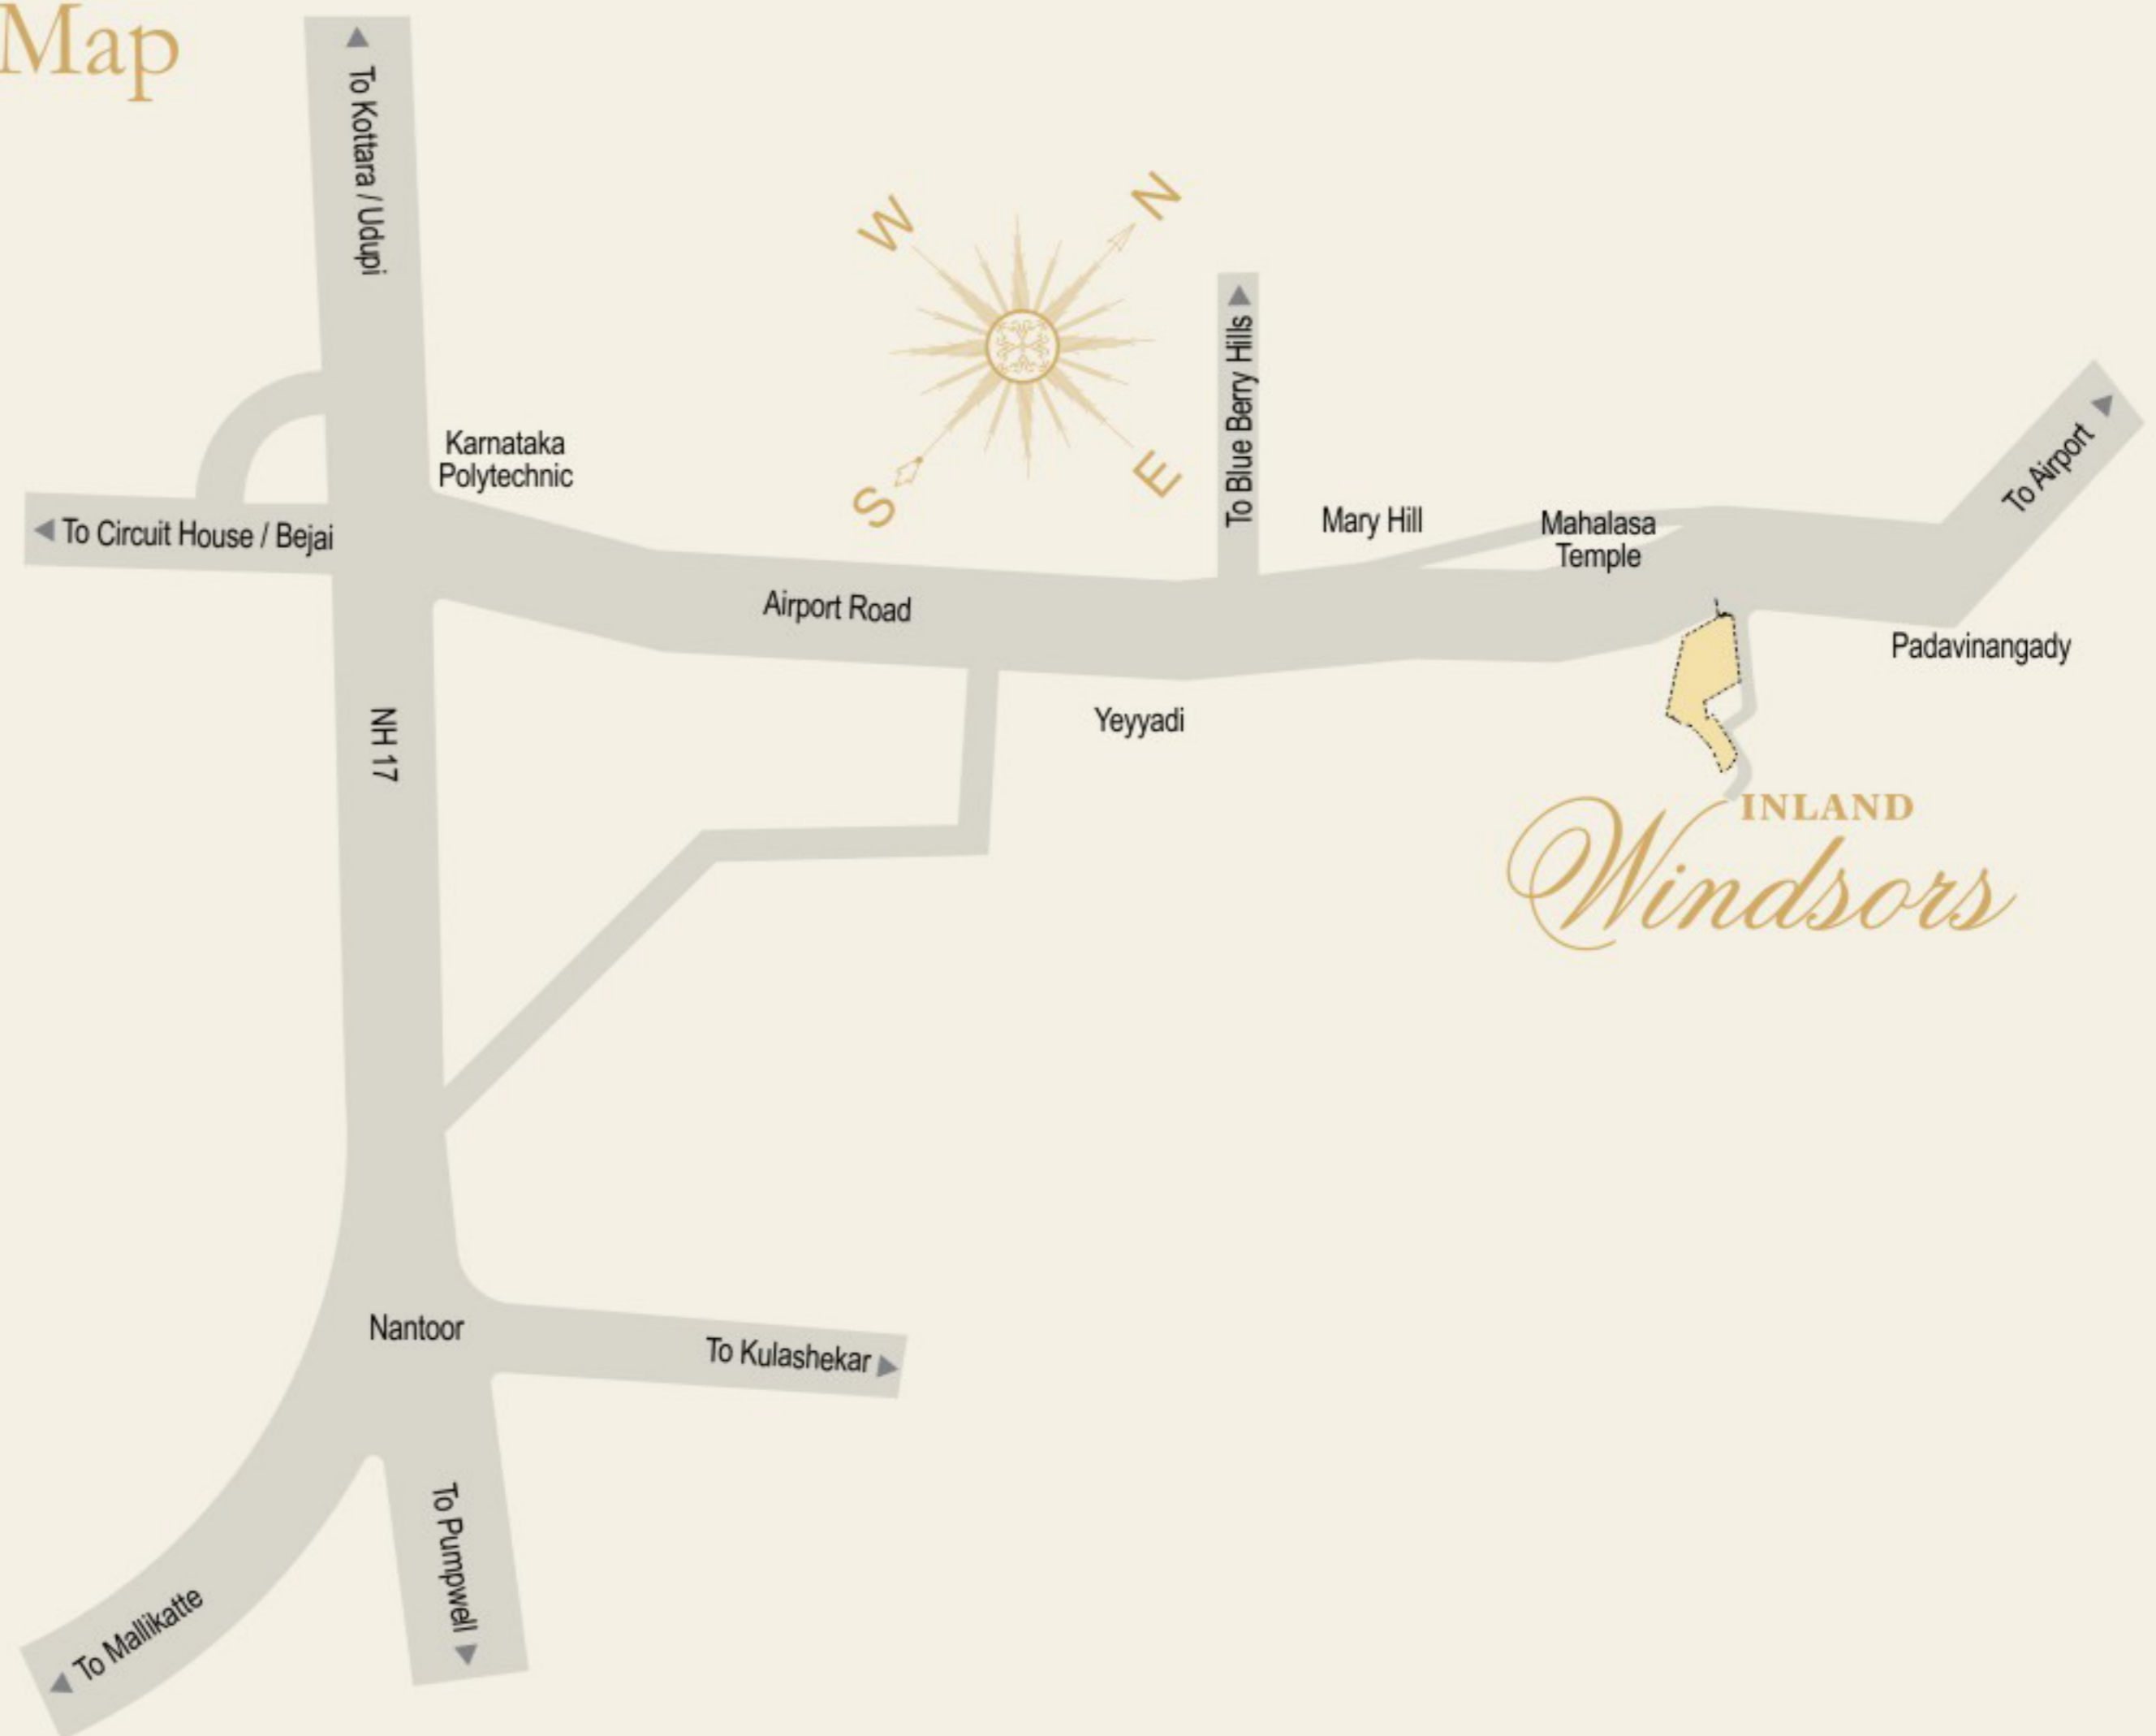 Map
To Kottara / Udupi
W
N
S
E
To Blue Berry Hills
Karnataka
Polytechnic
To Circuit House / Bejai
Mary Hill
Mahalasa
Temple
To Airport
Airport Road
Padavinangady
NH 17
Yeyyadi
INLAND
Windsors
Nantoor
To Kulashekar
To Pumpwell
To Mallikatte